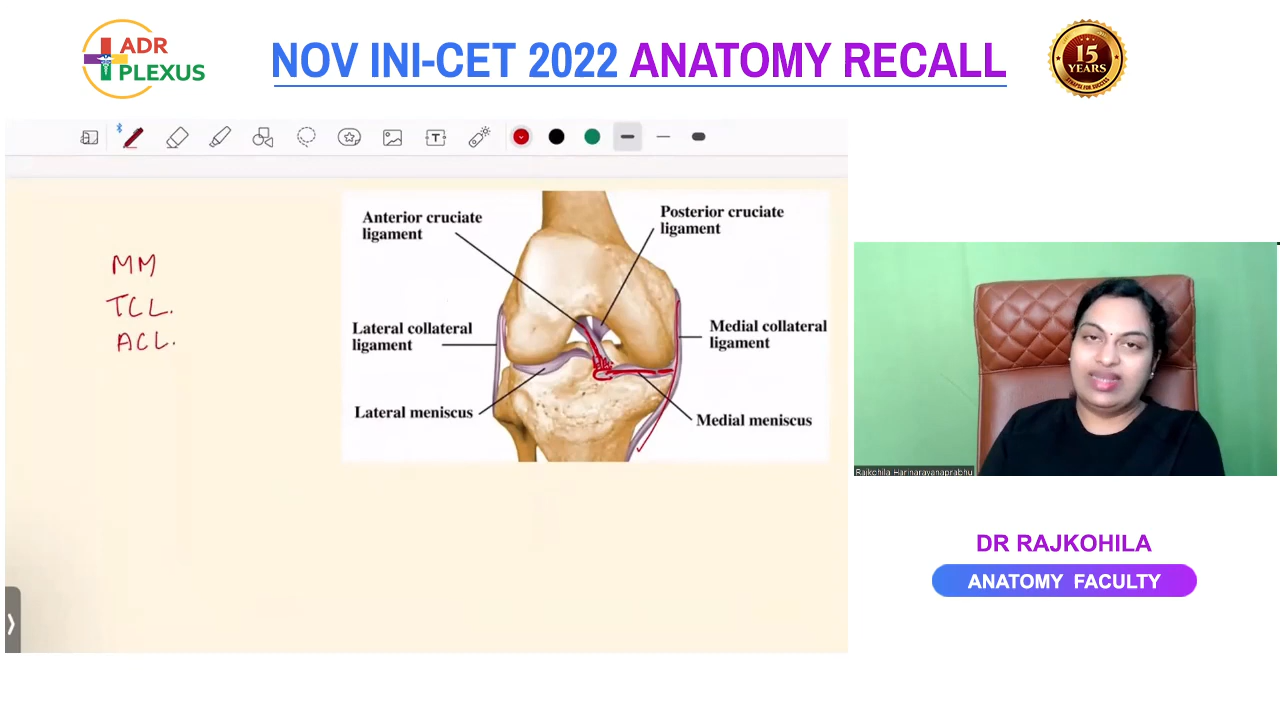 ADR
PLEXUS
NOV INI-CET 2022 ANATOMY RECALL
15
YEARS
T
MM
TCL.
ACL.
Anterior cruciate
ligament
Posterior cruciate
ligament
Lateral collateral
ligament
Medial collateral
ligament
Lateral meniscus
Medial meniscus
Rajkohila Harinarayanaprabhu
DR RAJKOHILA
ANATOMY FACULTY